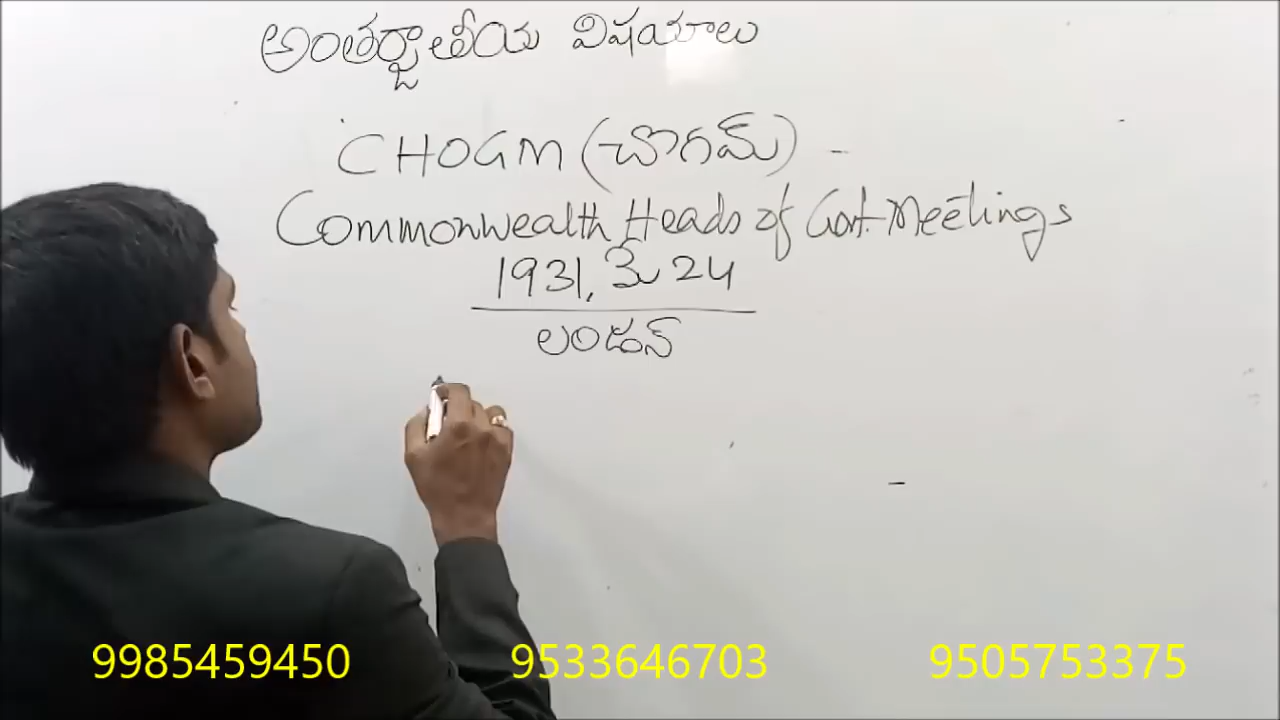 అంతర్జాతీయ విషయాలు
CHOGM (చొగమ్) -
Commonwealth Heads of Govt. Meetings
1931, మే 24
లండన్
9985459450 9533646703 9505753375